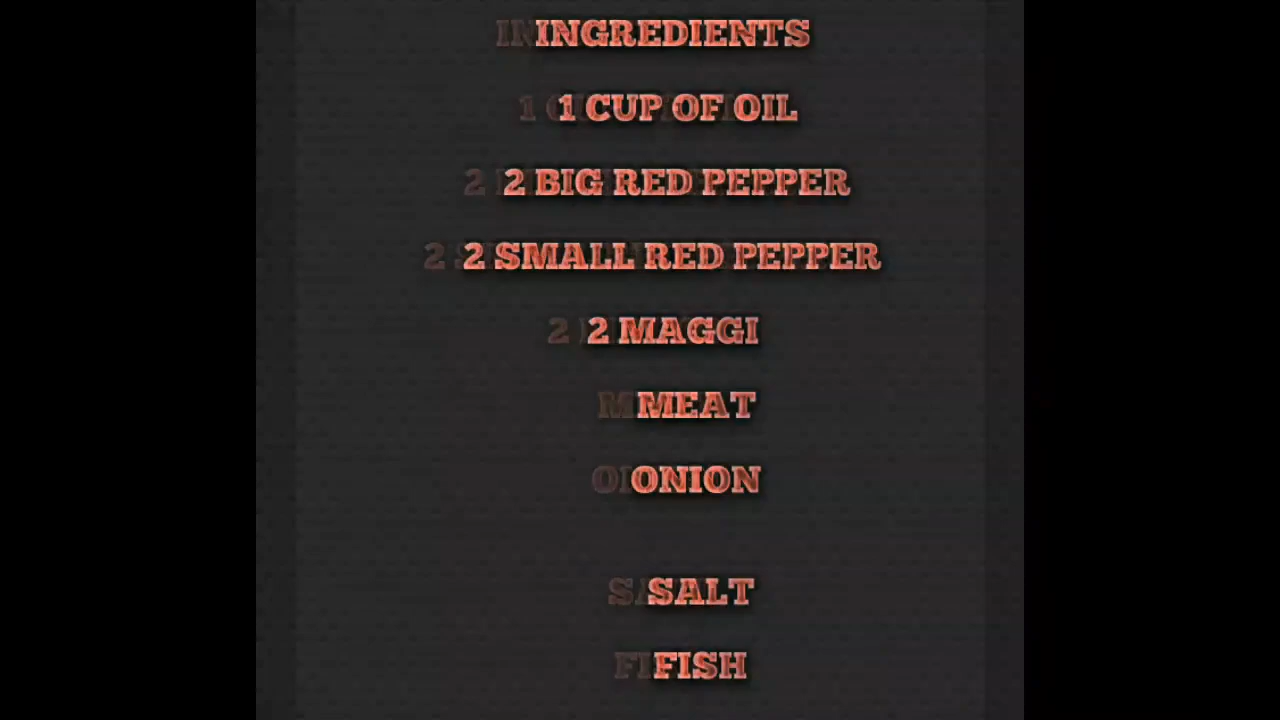 INGREDIENTS
1 CUP OF OIL
2 BIG RED PEPPER
2 SMALL RED PEPPER
2 MAGGI
MEAT
ONION
SALT
FISH